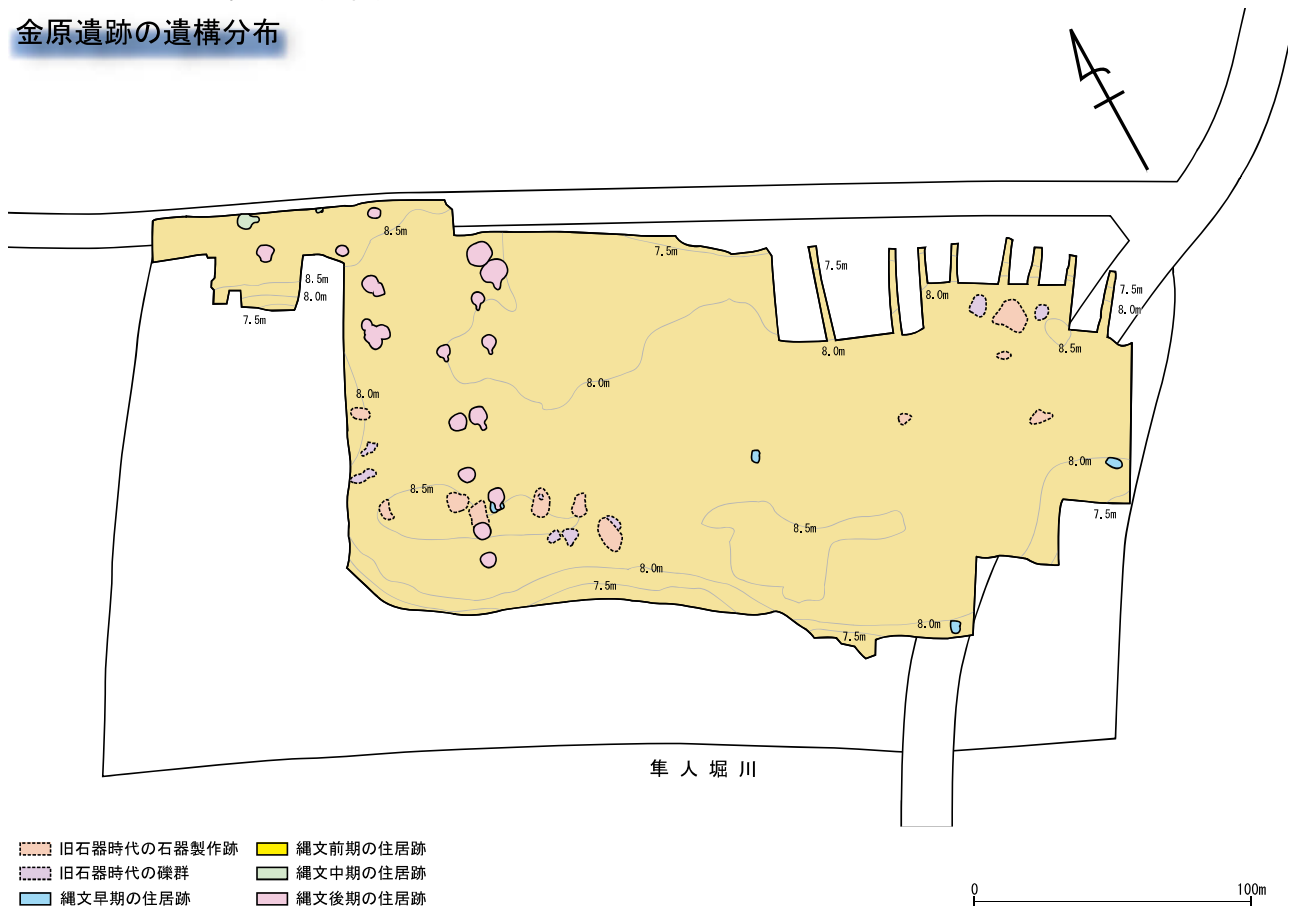 金原遺跡の遺構分布
8.5m
7.5m
7.5m
8.5m
8.0m
7.5m
7.5m
8.0m
8.0m
8.5m
8.0m
8.0m
8.0m
8.5m
8.0m
8.5m
7.5m
8.0m
7.5m
8.0m
7.5m
隼人堀川
旧石器時代の石器製作跡
縄文前期の住居跡
旧石器時代の礫群
縄文中期の住居跡
縄文早期の住居跡
縄文後期の住居跡
0
100m